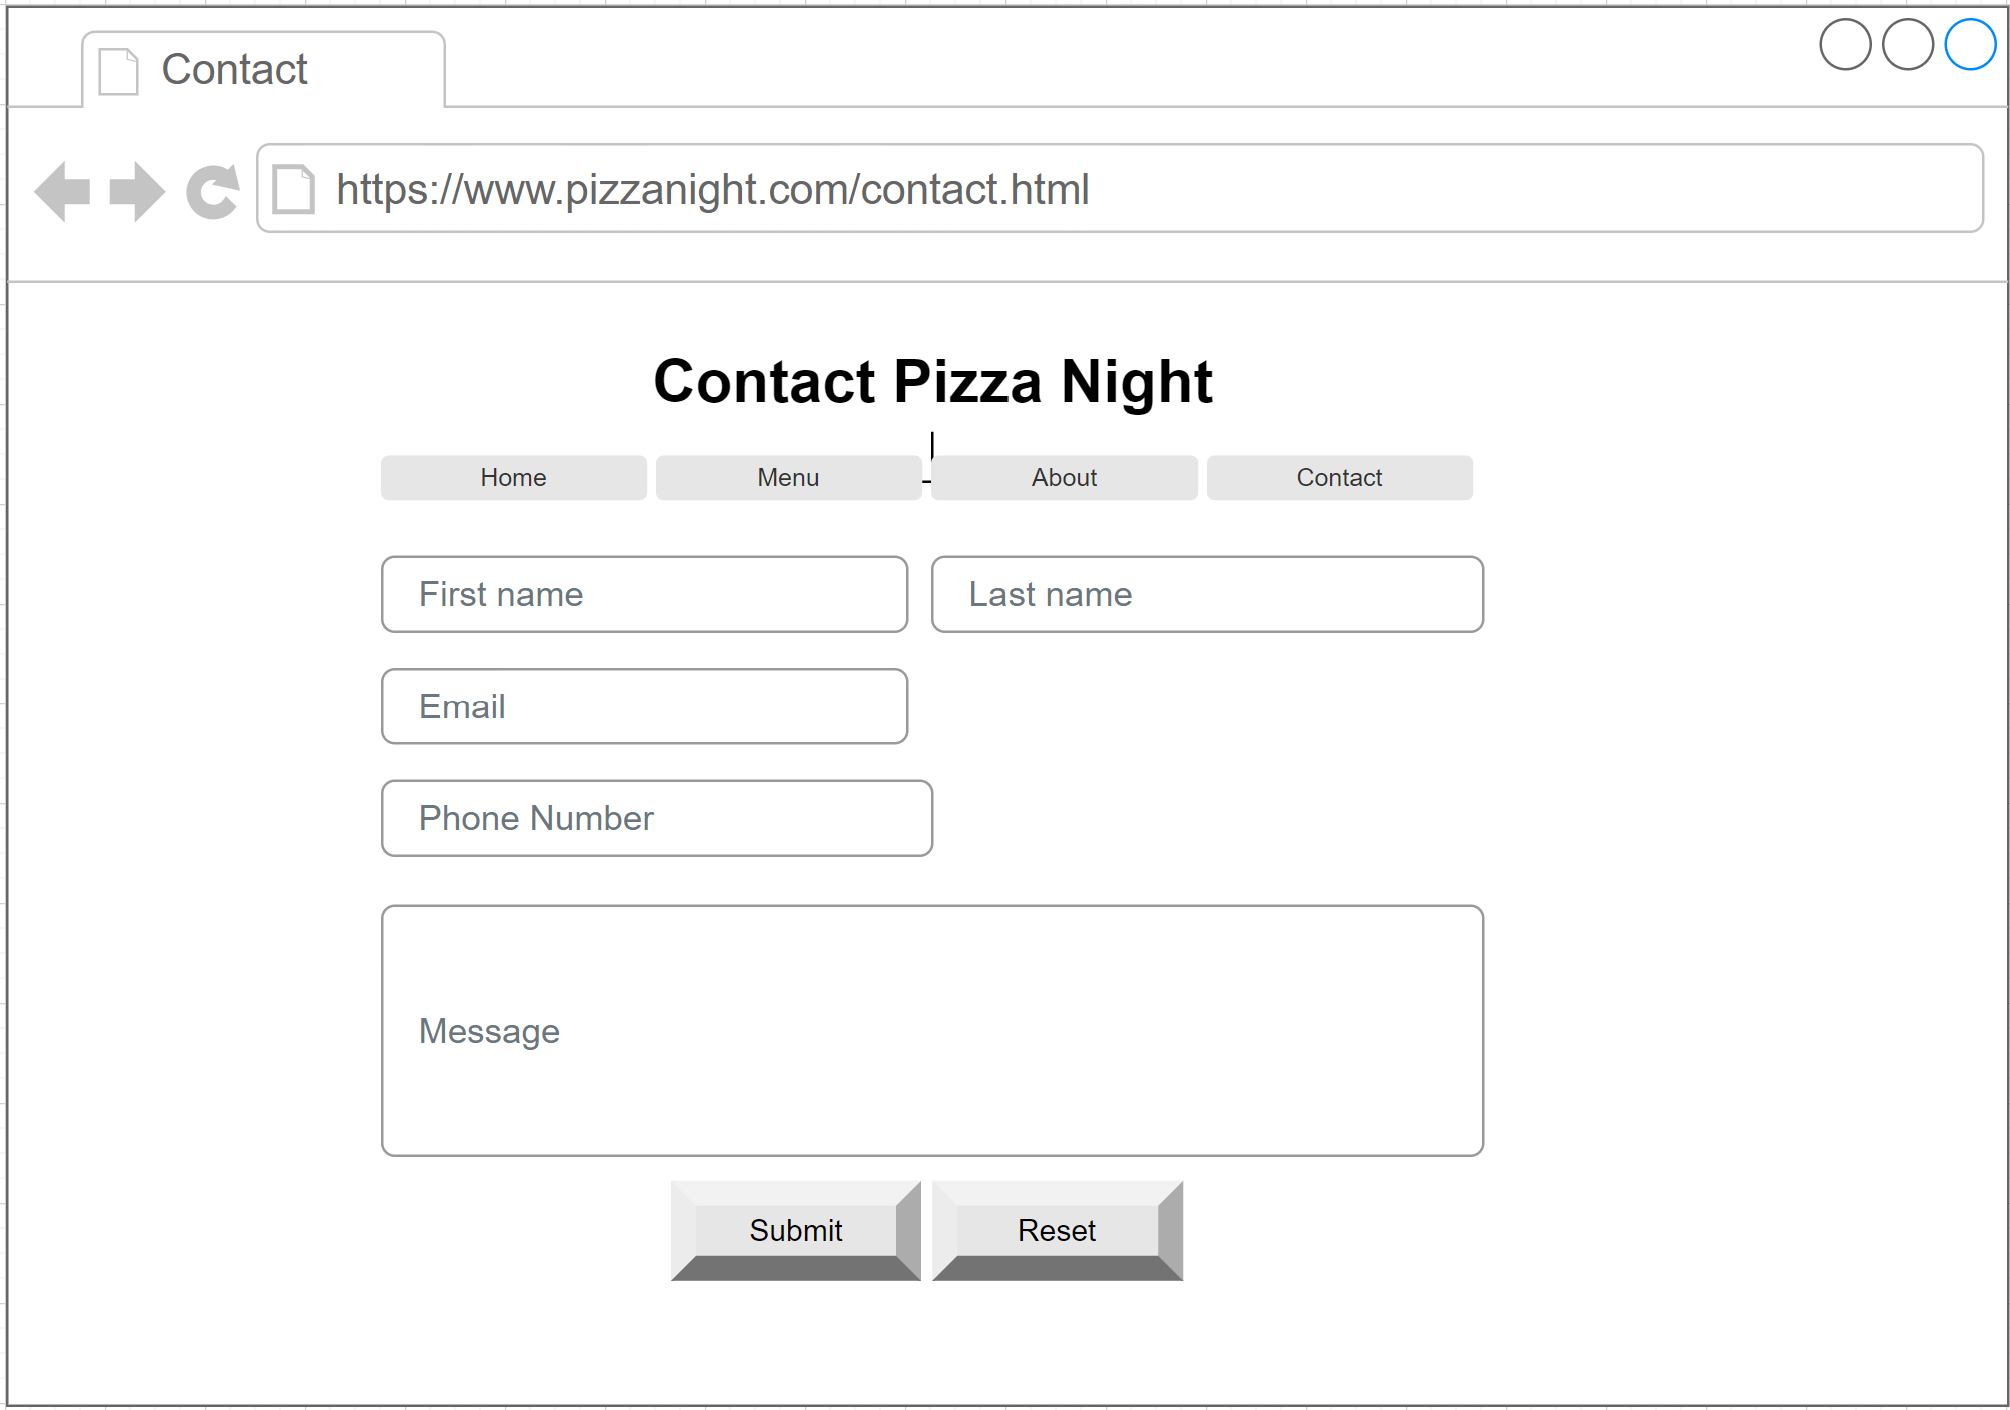 Contact
https://www.pizzanight.com/contact.html
Contact Pizza Night
Home Menu About Contact
First name Last name
Email
Phone Number
Message
Submit Reset